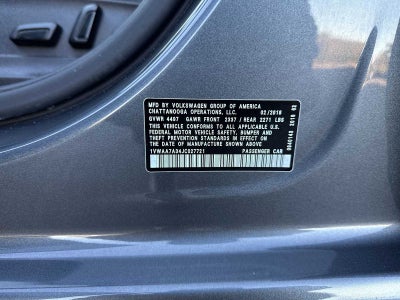 MFD BY VOLKSWAGEN GROUP OF AMERICA
CHATTANOOGA OPERATIONS, LLC. 02/2018
GVWR 4497 GAWR FRONT 2337 / REAR 2271 LBS
THIS VEHICLE CONFORMS TO ALL APPLICABLE U.S.
FEDERAL MOTOR VEHICLE SAFETY, BUMPER AND
THEFT PREVENTION STANDARDS IN EFFECT ON
THE DATE OF MANUFACTURE SHOWN ABOVE
1VWAA7A34JC027721 PASSENGER CAR